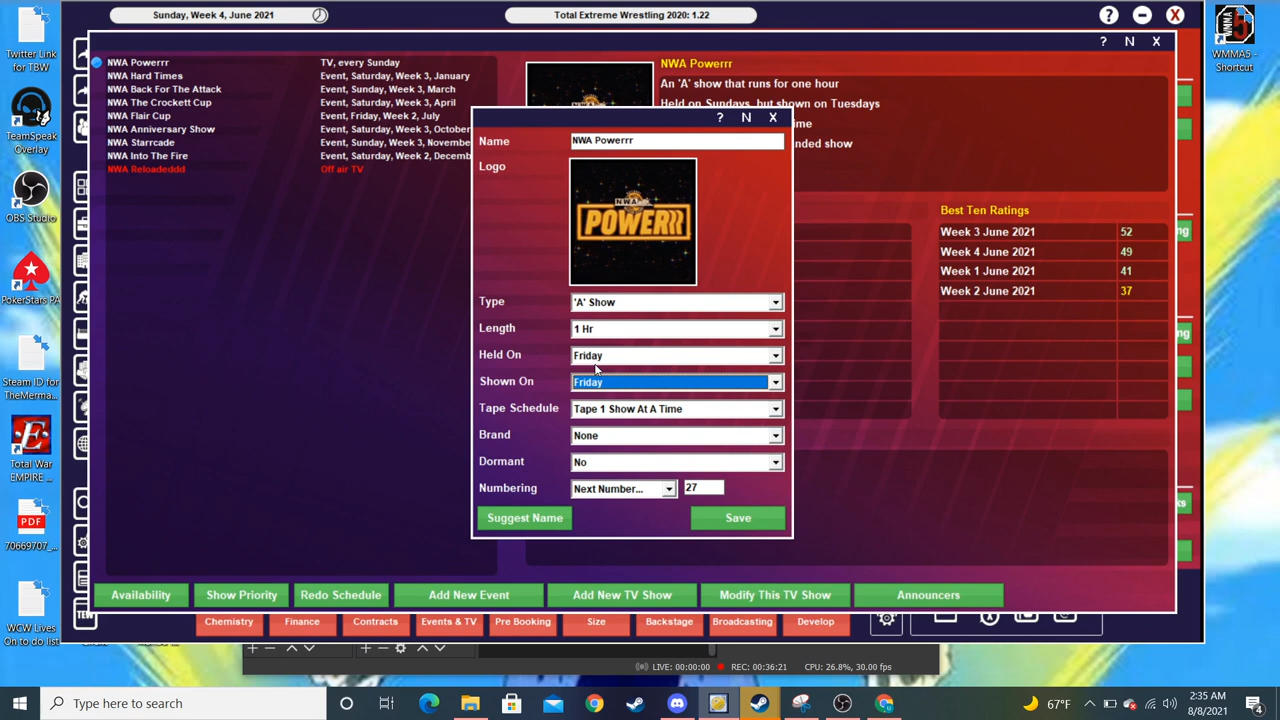 Sunday, Week 4, June 2021
Total Extreme Wrestling 2020: 1.22
? X
? N X
Twitter Link
for TBW
TeamSpeak
Overlay
OBS Studio
PokerStars PA
Steam ID for
TheMerma...
Total War
EMPIRE ...
PDF
70669707_...
WCW Lives
On to do list
WMMA5 -
Shortcut
NWA Powerrr TV, every Sunday
NWA Hard Times Event, Saturday, Week 3, January
NWA Back For The Attack Event, Sunday, Week 3, March
NWA The Crockett Cup Event, Saturday, Week 3, April
NWA Flair Cup Event, Friday, Week 2, July
NWA Anniversary Show Event, Saturday, Week 3, October
NWA Starrcade Event, Sunday, Week 3, Novembe
NWA Into The Fire Event, Saturday, Week 2, Decemb
NWA Reloadeddd Off air TV
NWA Powerrr
An 'A' show that runs for one hour
Held on Sundays, but shown on Tuesdays
ime
nded show
Best Ten Ratings
Week 3 June 2021 52
Week 4 June 2021 49
Week 1 June 2021 41
Week 2 June 2021 37
? N X
Name NWA Powerrr
Logo
NWA
POWERRR
Type 'A' Show
Length 1 Hr
Held On Friday
Shown On Friday
Tape Schedule Tape 1 Show At A Time
Brand None
Dormant No
Numbering Next Number... 27
Suggest Name Save
ng
ng
ks
Availability Show Priority Redo Schedule Add New Event Add New TV Show Modify This TV Show Announcers
TEW
Chemistry Finance Contracts Events & TV Pre Booking Size Backstage Broadcasting Develop
LIVE: 00:00:00 REC: 00:36:21 CPU: 26.8%, 30.00 fps
Type here to search
67°F
2:35 AM
8/8/2021
4